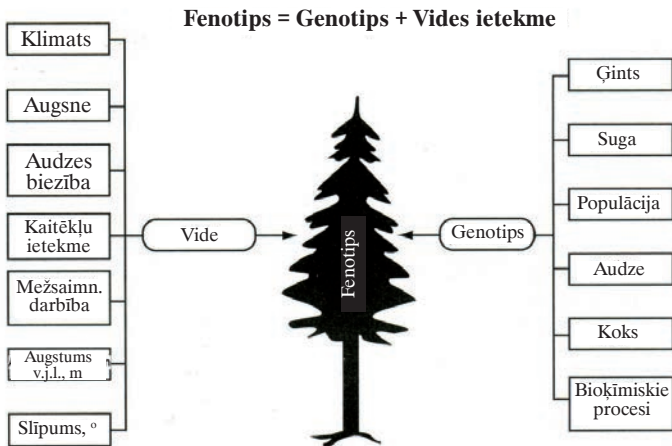 Fenotips = Genotips + Vides ietekme
Klimats
Augsne
Audzes
biezība
Kaitēkļu
ietekme
Mežsaimn.
darbība
Augstums
v.j.l., m
Slīpums, °
Vide
Fenotips
Genotips
Ģints
Suga
Populācija
Audze
Koks
Bioķīmiskie
procesi